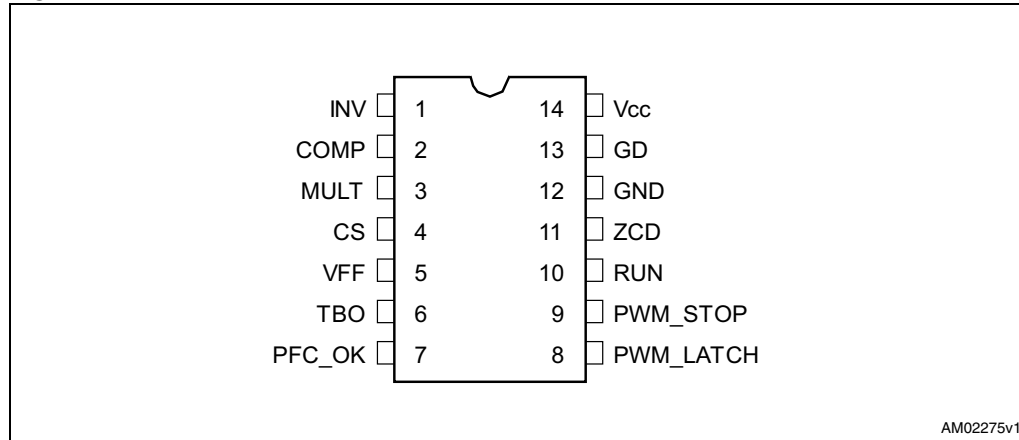 INV 1 14 Vcc
COMP 2 13 GD
MULT 3 12 GND
CS 4 11 ZCD
VFF 5 10 RUN
TBO 6 9 PWM_STOP
PFC_OK 7 8 PWM_LATCH
AM02275v1